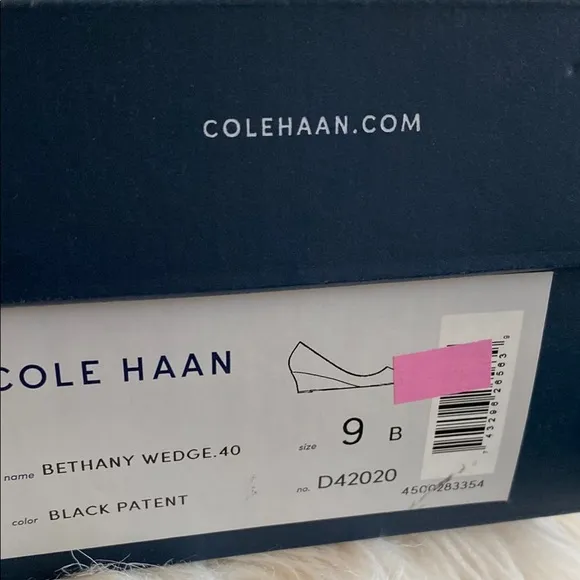 COLEHAAN.COM
COLE HAAN
name BETHANY WEDGE.40
size 9 B
color BLACK PATENT
no. D42020
4500283354